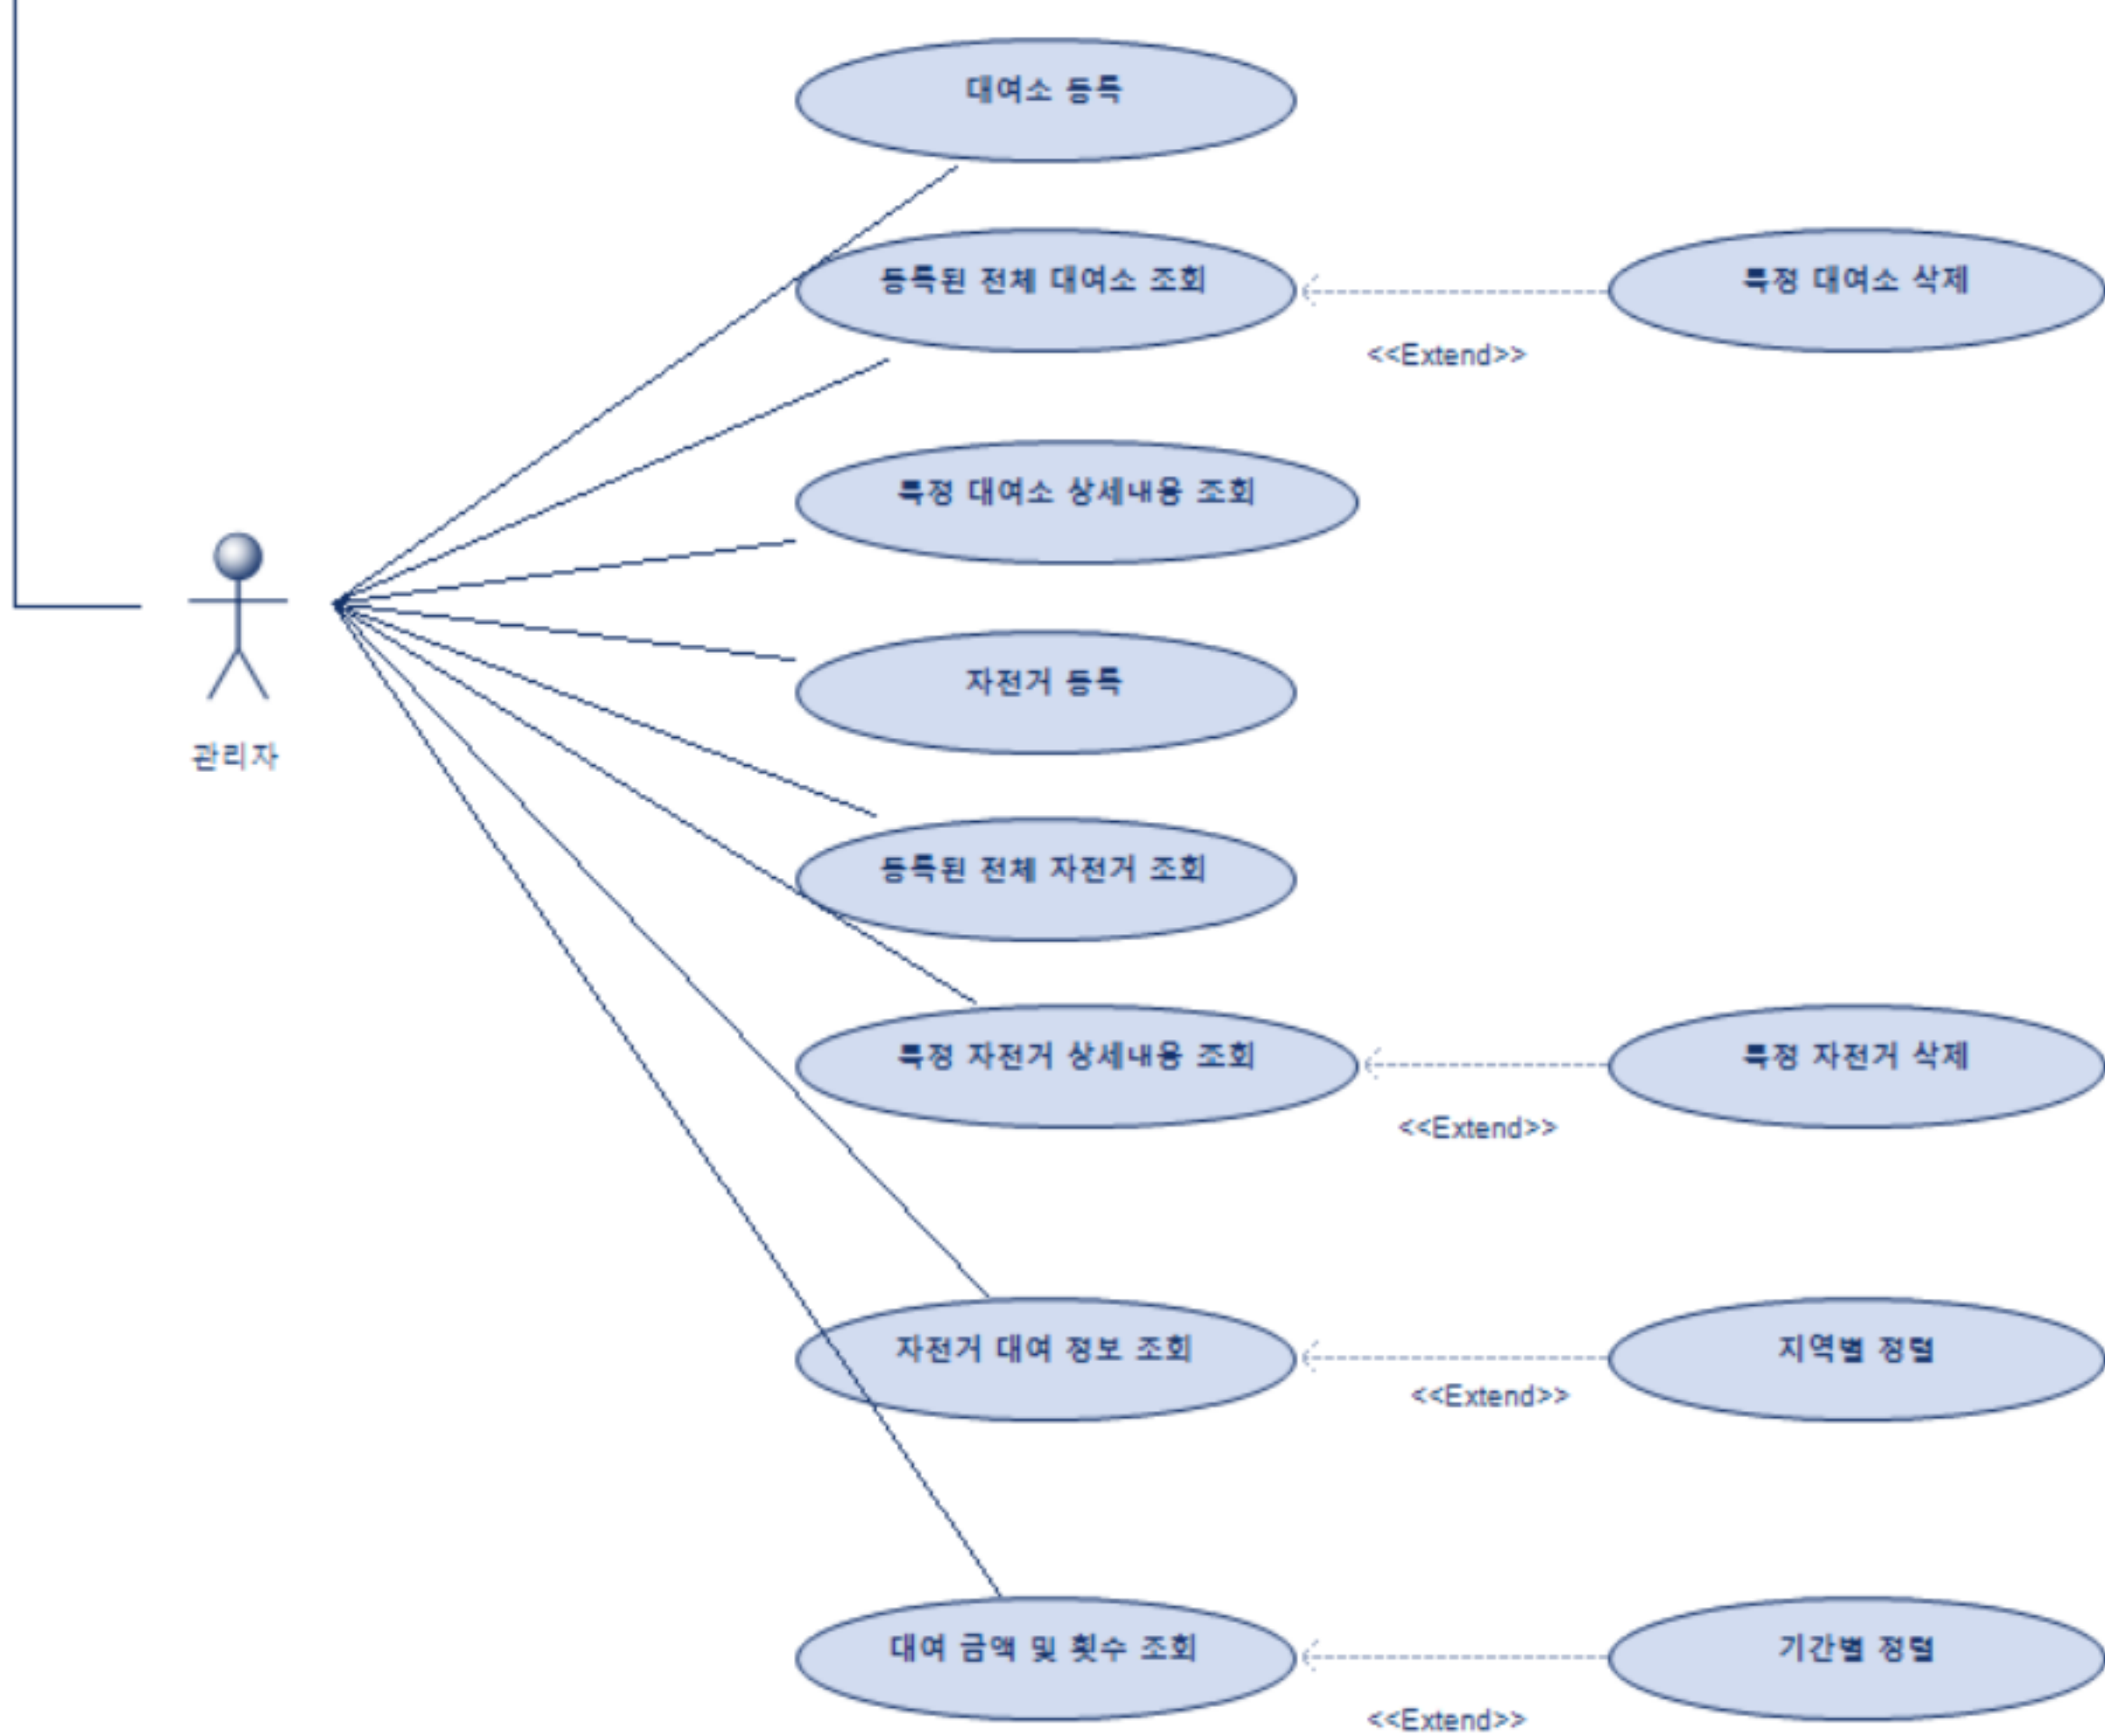 대여소 등록
등록된 전체 대여소 조회
특정 대여소 삭제
<<Extend>>
특정 대여소 상세내용 조회
자전거 등록
관리자
등록된 전체 자전거 조회
특정 자전거 상세내용 조회
특정 자전거 삭제
<<Extend>>
자전거 대여 정보 조회
지역별 정렬
<<Extend>>
대여 금액 및 횟수 조회
기간별 정렬
<<Extend>>